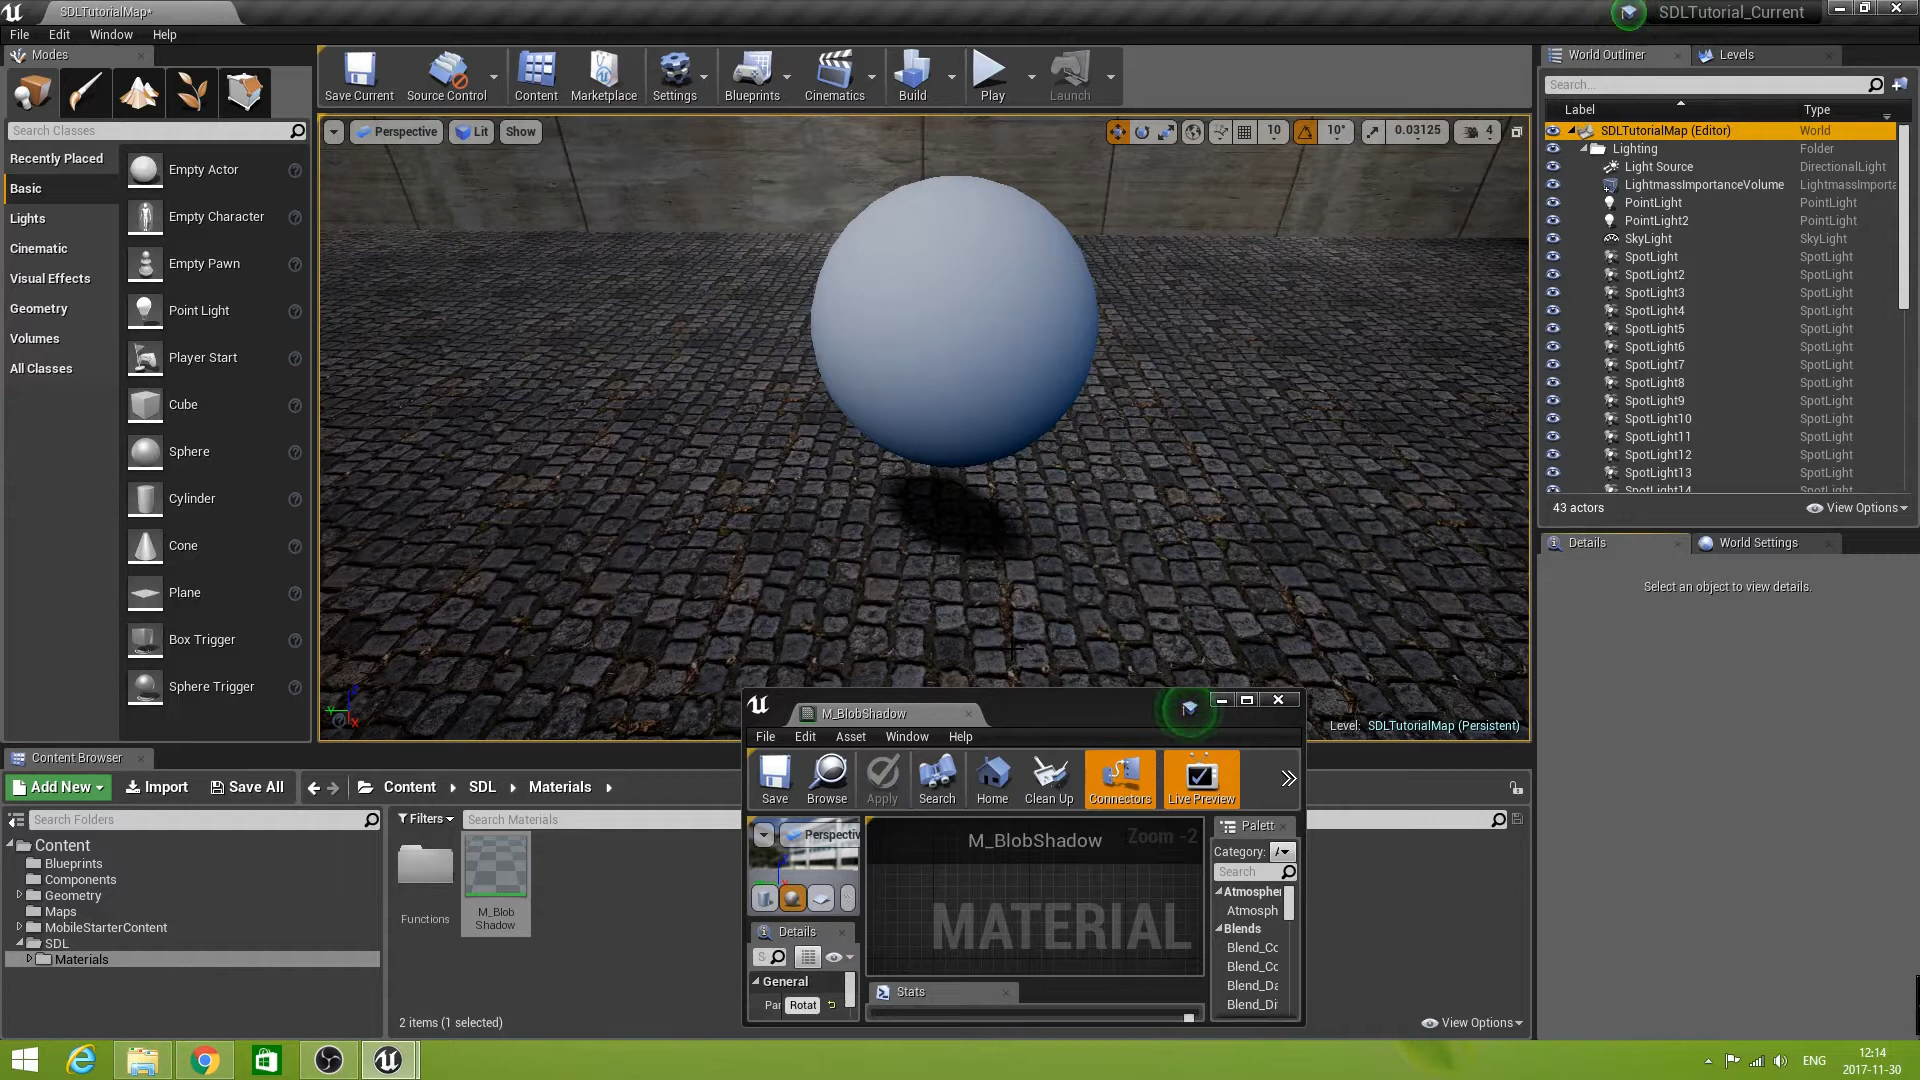 SDLTutorialMap*
SDLTutorial_Current
File Edit Window Help
Modes
Search Classes
Recently Placed
Basic
Lights
Cinematic
Visual Effects
Geometry
Volumes
All Classes
Empty Actor
Empty Character
Empty Pawn
Point Light
Player Start
Cube
Sphere
Cylinder
Cone
Plane
Box Trigger
Sphere Trigger
Save Current Source Control Content Marketplace Settings Blueprints Cinematics Build Play Launch
Perspective Lit Show
10 10° 0.03125 4
Level: SDLTutorialMap (Persistent)
World Outliner Levels
Search...
Label Type
SDLTutorialMap (Editor) World
Lighting Folder
Light Source DirectionalLight
LightmassImportanceVolume LightmassImporta
PointLight PointLight
PointLight2 PointLight
SkyLight SkyLight
SpotLight SpotLight
SpotLight2 SpotLight
SpotLight3 SpotLight
SpotLight4 SpotLight
SpotLight5 SpotLight
SpotLight6 SpotLight
SpotLight7 SpotLight
SpotLight8 SpotLight
SpotLight9 SpotLight
SpotLight10 SpotLight
SpotLight11 SpotLight
SpotLight12 SpotLight
SpotLight13 SpotLight
SpotLight14 SpotLight
43 actors View Options
Details World Settings
Select an object to view details.
Content Browser
Add New Import Save All Content SDL Materials
Search Folders
Content
Blueprints
Components
Geometry
Maps
MobileStarterContent
SDL
Materials
Filters Search Materials
Functions
M_Blob
Shadow
2 items (1 selected)
View Options
M_BlobShadow
File Edit Asset Window Help
Save Browse Apply Search Home Clean Up Connectors Live Preview
Perspectiv
M_BlobShadow Zoom -2
MATERIAL
Details
S
General
Par Rotat
Stats
Palett
Category:
Search
Atmospher
Atmosph
Blends
Blend_Co
Blend_Co
Blend_Da
Blend_Di
ENG
12:14
2017-11-30